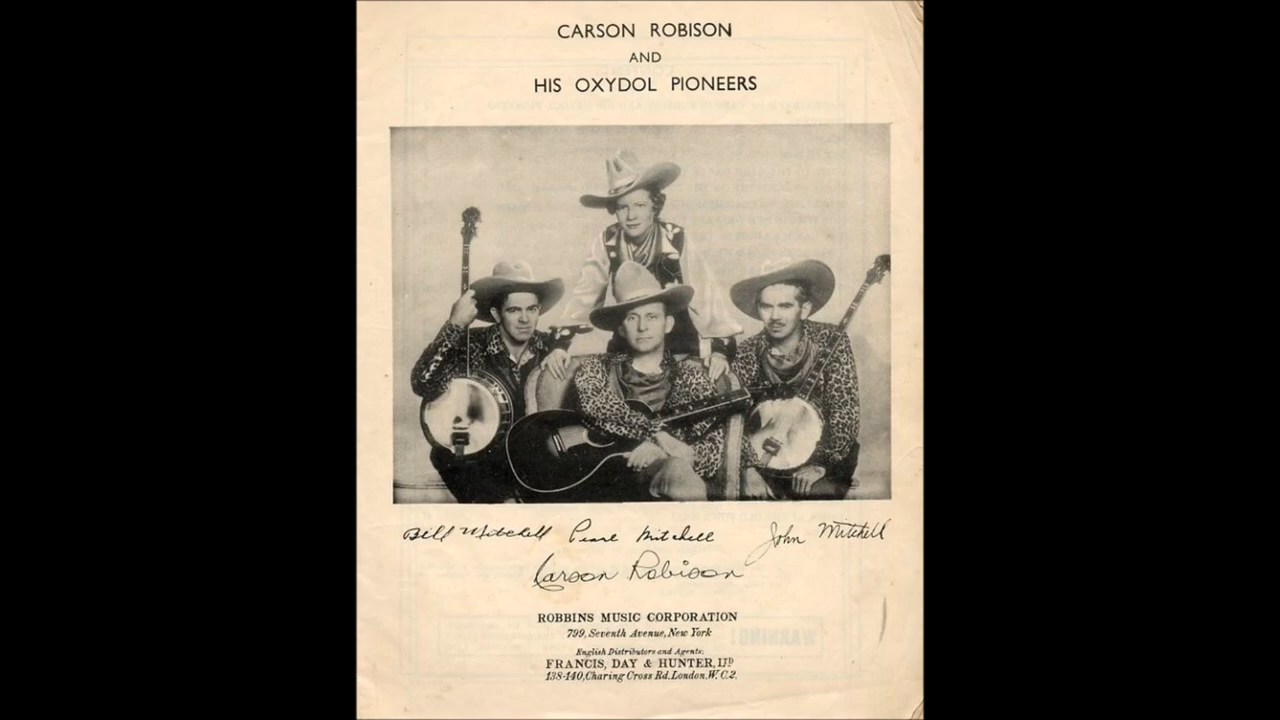 CARSON ROBISON
AND
HIS OXYDOL PIONEERS
Bill Mitchell Pearl Mitchell John Mitchell
Carson Robison
ROBBINS MUSIC CORPORATION
799, Seventh Avenue, New York
English Distributors and Agents:
FRANCIS, DAY & HUNTER, LTD
138-140, Charing Cross Rd. London. W.C.2.
WARNING!